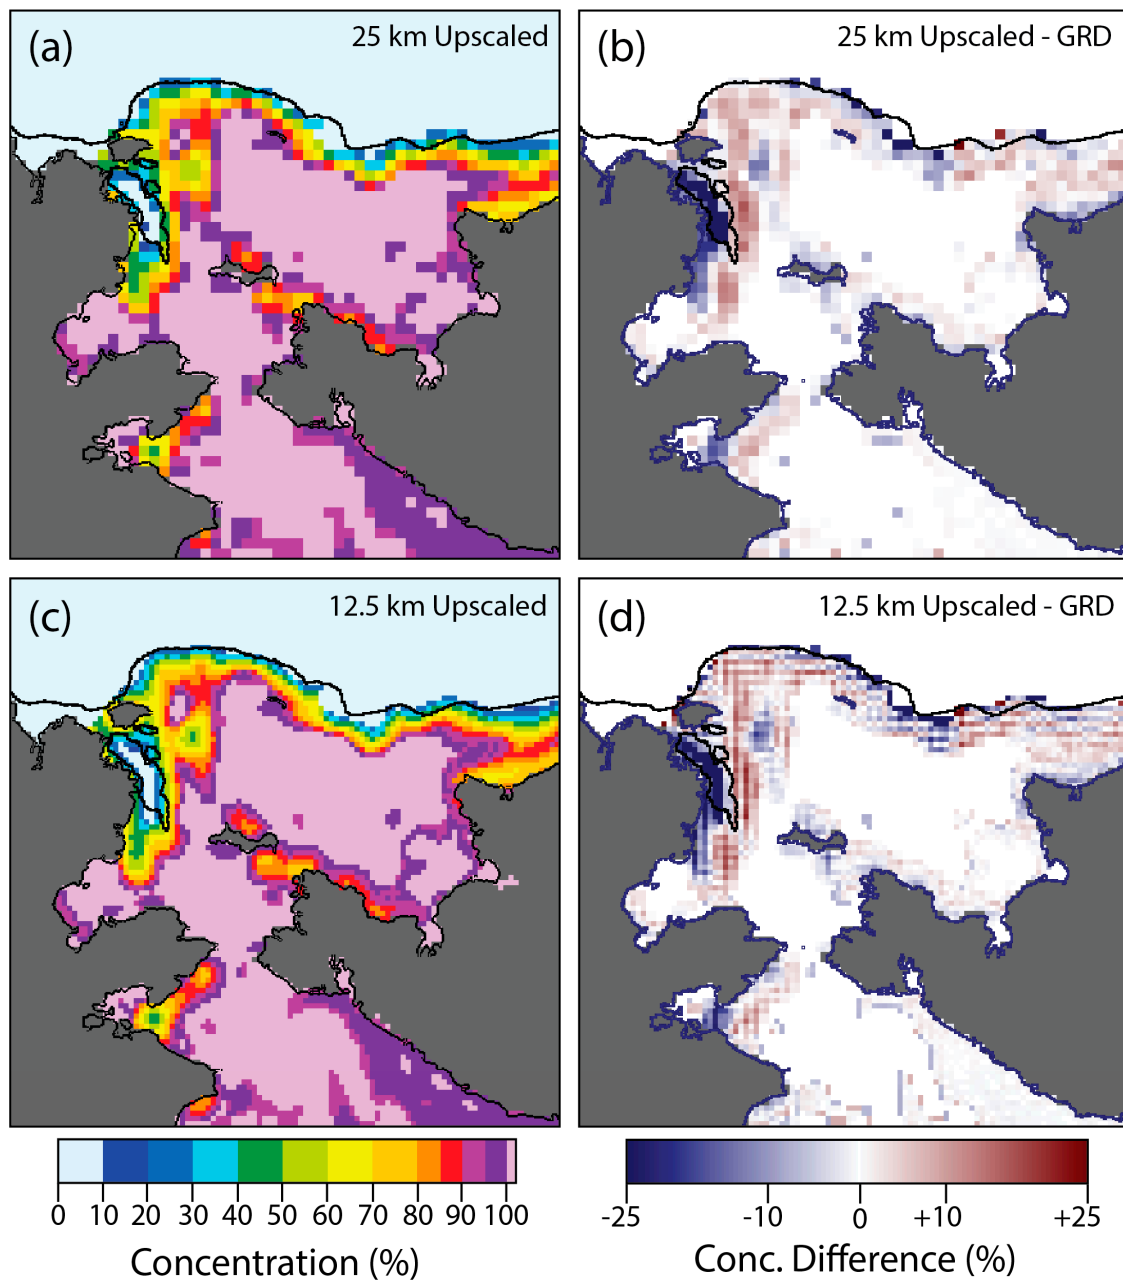 (a) 25 km Upscaled
(b) 25 km Upscaled - GRD
(c) 12.5 km Upscaled
(d) 12.5 km Upscaled - GRD
0 10 20 30 40 50 60 70 80 90 100
Concentration (%)
-25 -10 0 +10 +25
Conc. Difference (%)